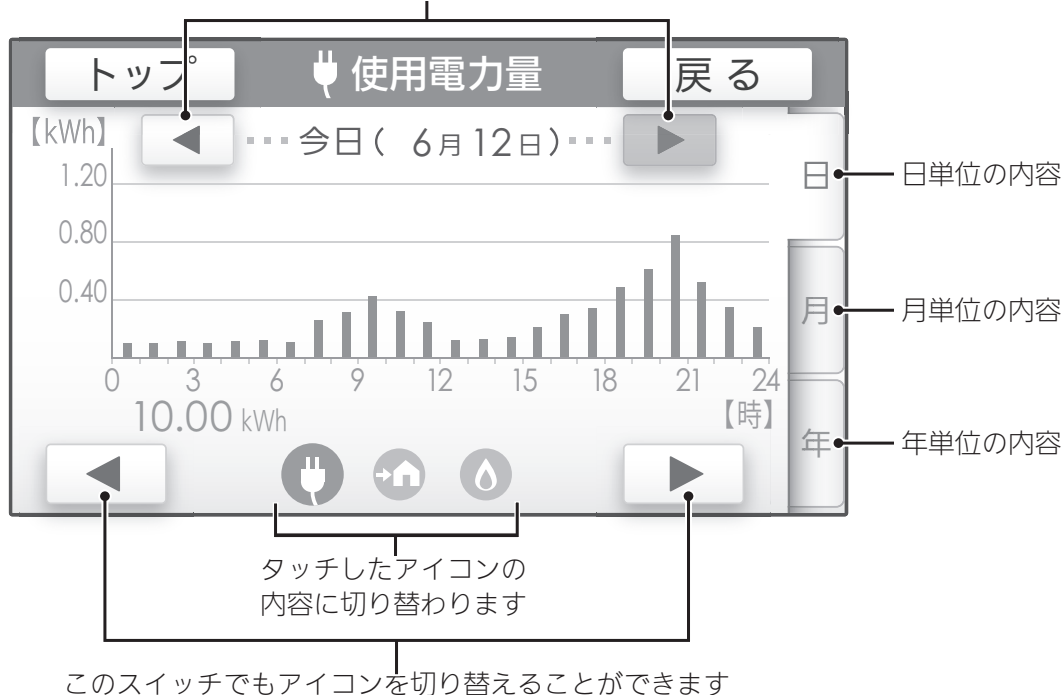 トップ
使用電力量
戻る
【kWh】
今日( 6月12日)
1.20
0.80
0.40
0 3 6 9 12 15 18 21 24
10.00 kWh
【時】
日
月
年
日単位の内容
月単位の内容
年単位の内容
タッチしたアイコンの
内容に切り替わります
このスイッチでもアイコンを切り替えることができます